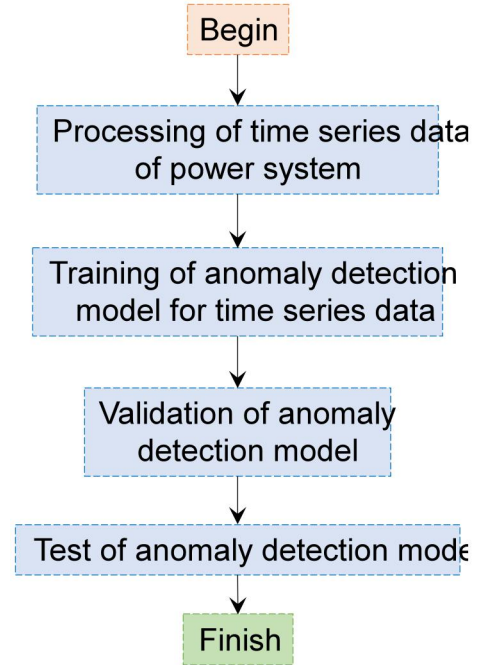 Begin
Processing of time series data
of power system
Training of anomaly detection
model for time series data
Validation of anomaly
detection model
Test of anomaly detection mode
Finish